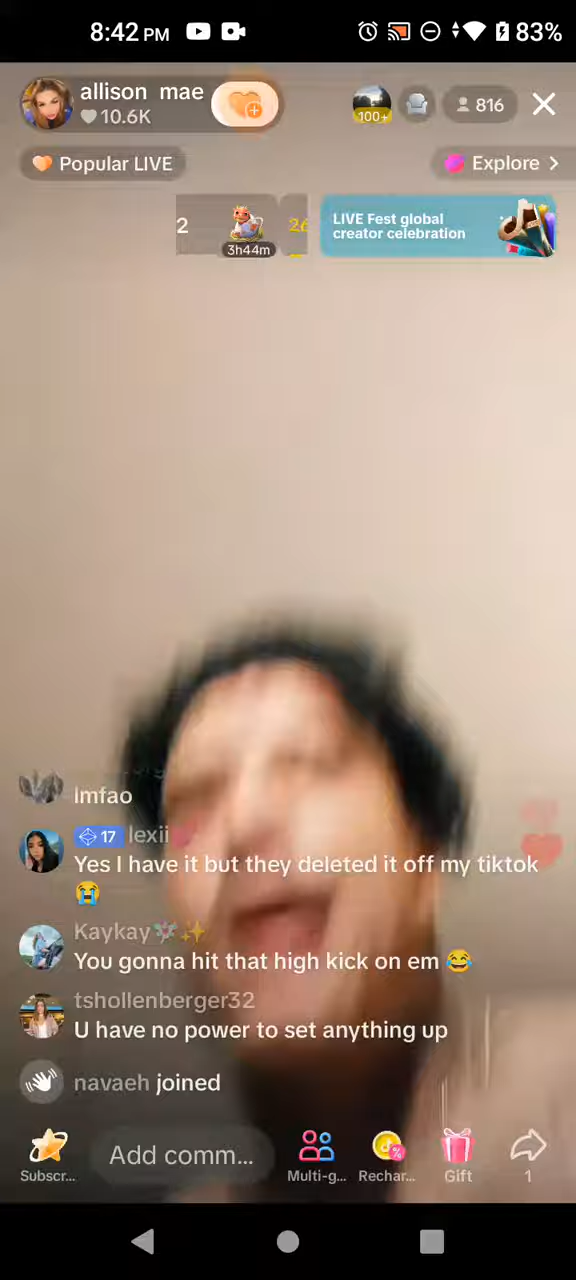 8:42 PM
83%
allison mae
10.6K
100+
816
Popular LIVE
Explore >
2
3h44m
26
LIVE Fest global
creator celebration
lmfao
17 lexii
Yes I have it but they deleted it off my tiktok
😭
Kaykay🧚✨
You gonna hit that high kick on em 😂
tshollenberger32
U have no power to set anything up
navaeh joined
Add comm...
Subscr...
Multi-g...
Rechar...
Gift
1